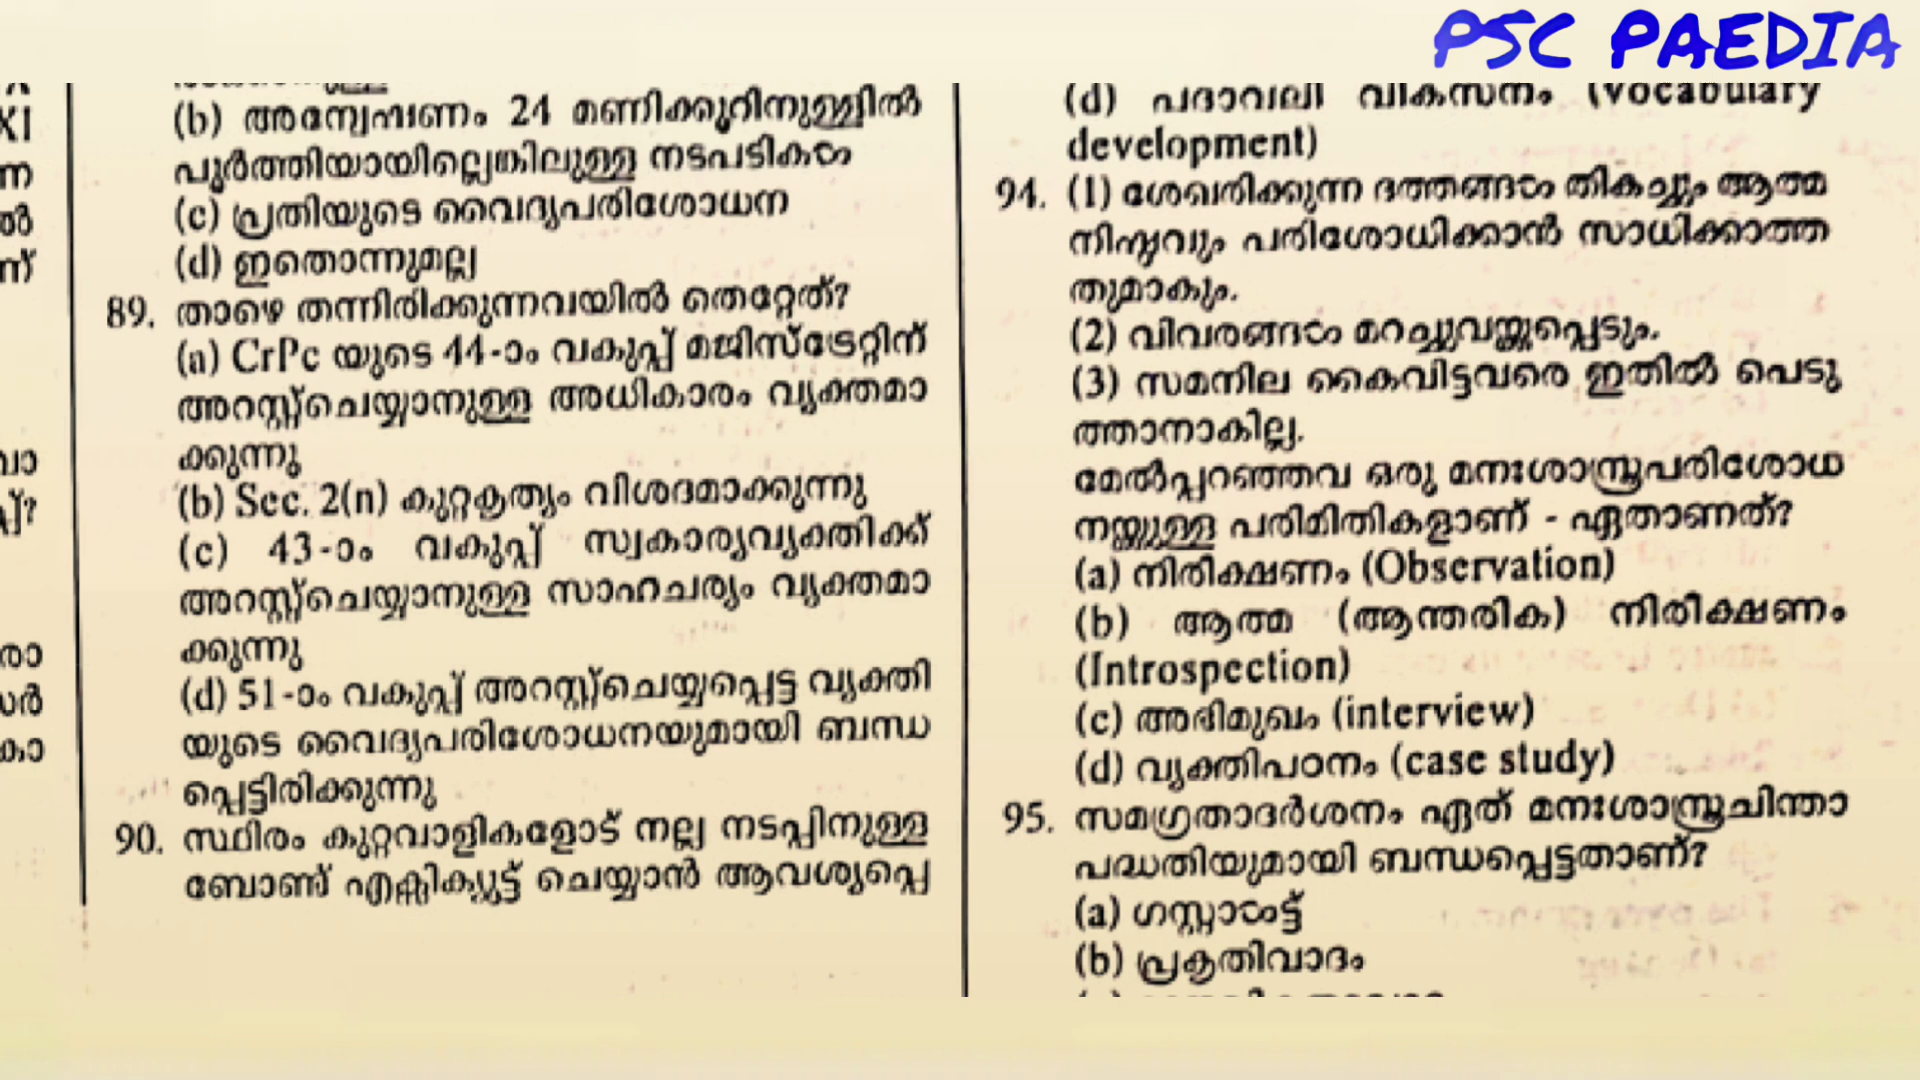 PSC PAEDIA
XI
ന്ന
ൽ
ന്
വാ
രാ
സർ
കാ
(b) അന്വേഷണം 24 മണിക്കൂറിനുള്ളിൽ
പൂർത്തിയായില്ലെങ്കിലുള്ള നടപടികൾ
(c) പ്രതിയുടെ വൈദ്യപരിശോധന
(d) ഇതൊന്നുമല്ല
89. താഴെ തന്നിരിക്കുന്നവയിൽ തെറ്റേത്?
(a) CrPc യുടെ 44-ാം വകുപ്പ് മജിസ്ട്രേറ്റിന്
അറസ്റ്റ്ചെയ്യാനുള്ള അധികാരം വ്യക്തമാ
ക്കുന്നു
(b) Sec. 2(n) കുറ്റകൃത്യം വിശദമാക്കുന്നു
(c) 43-ാം വകുപ്പ് സ്വകാര്യവ്യക്തിക്ക്
അറസ്റ്റ്ചെയ്യാനുള്ള സാഹചര്യം വ്യക്തമാ
ക്കുന്നു
(d) 51-ാം വകുപ്പ് അറസ്റ്റ്ചെയ്യപ്പെട്ട വ്യക്തി
യുടെ വൈദ്യപരിശോധനയുമായി ബന്ധ
പ്പെട്ടിരിക്കുന്നു
90. സ്ഥിരം കുറ്റവാളികളോട് നല്ല നടപ്പിനുള്ള
ബോണ്ട് എക്സിക്യൂട്ട് ചെയ്യാൻ ആവശ്യപ്പെ
(d) പദാവലി വികസനം (vocabulary
development)
94. (1) ശേഖരിക്കുന്ന ദത്തങ്ങൾ തികച്ചും ആത്മ
നിഷ്ഠവും പരിശോധിക്കാൻ സാധിക്കാത്ത
തുമാകും.
(2) വിവരങ്ങൾ മറച്ചുവയ്ക്കപ്പെടും.
(3) സമനില കൈവിട്ടവരെ ഇതിൽ പെടു
ത്താനാകില്ല.
മേൽപ്പറഞ്ഞവ ഒരു മനഃശാസ്ത്രപരിശോധ
നയ്ക്കുള്ള പരിമിതികളാണ് - ഏതാണത്?
(a) നിരീക്ഷണം (Observation)
(b) ആത്മ (ആന്തരിക) നിരീക്ഷണം
(Introspection)
(c) അഭിമുഖം (interview)
(d) വ്യക്തിപഠനം (case study)
95. സമഗ്രതാദർശനം ഏത് മനഃശാസ്ത്രചിന്താ
പദ്ധതിയുമായി ബന്ധപ്പെട്ടതാണ്?
(a) ഗസ്റ്റാൾട്ട്
(b) പ്രകൃതിവാദം